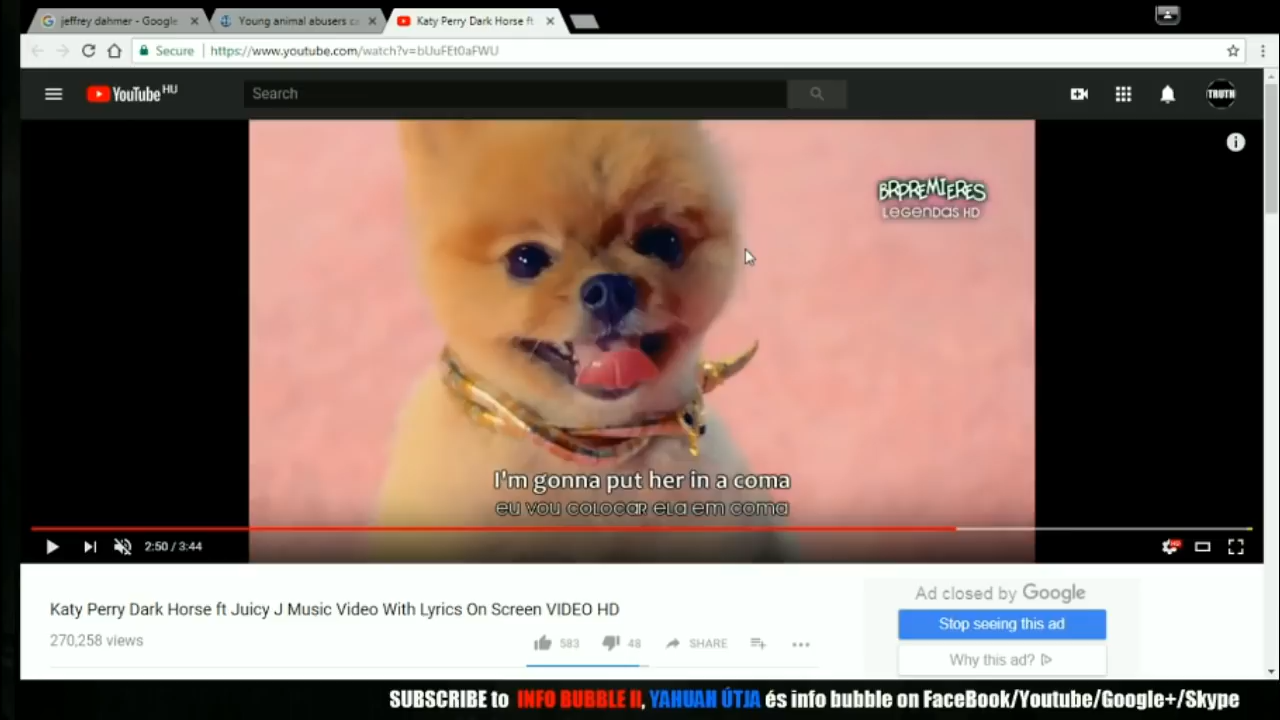 jeffrey dahmer - Google
Young animal abusers ca
Katy Perry Dark Horse ft
Secure
https://www.youtube.com/watch?v=bUuFEt0aFWU
YouTube HU
Search
TRUTH
BRPREMIERES
LEGENDAS HD
I'm gonna put her in a coma
eu vou colocar ela em coma
2:50 / 3:44
HD
Katy Perry Dark Horse ft Juicy J Music Video With Lyrics On Screen VIDEO HD
270,258 views
583
48
SHARE
Ad closed by Google
Stop seeing this ad
Why this ad?
SUBSCRIBE to INFO BUBBLE II, YAHUAH ÚTJA és info bubble on FaceBook/Youtube/Google+/Skype